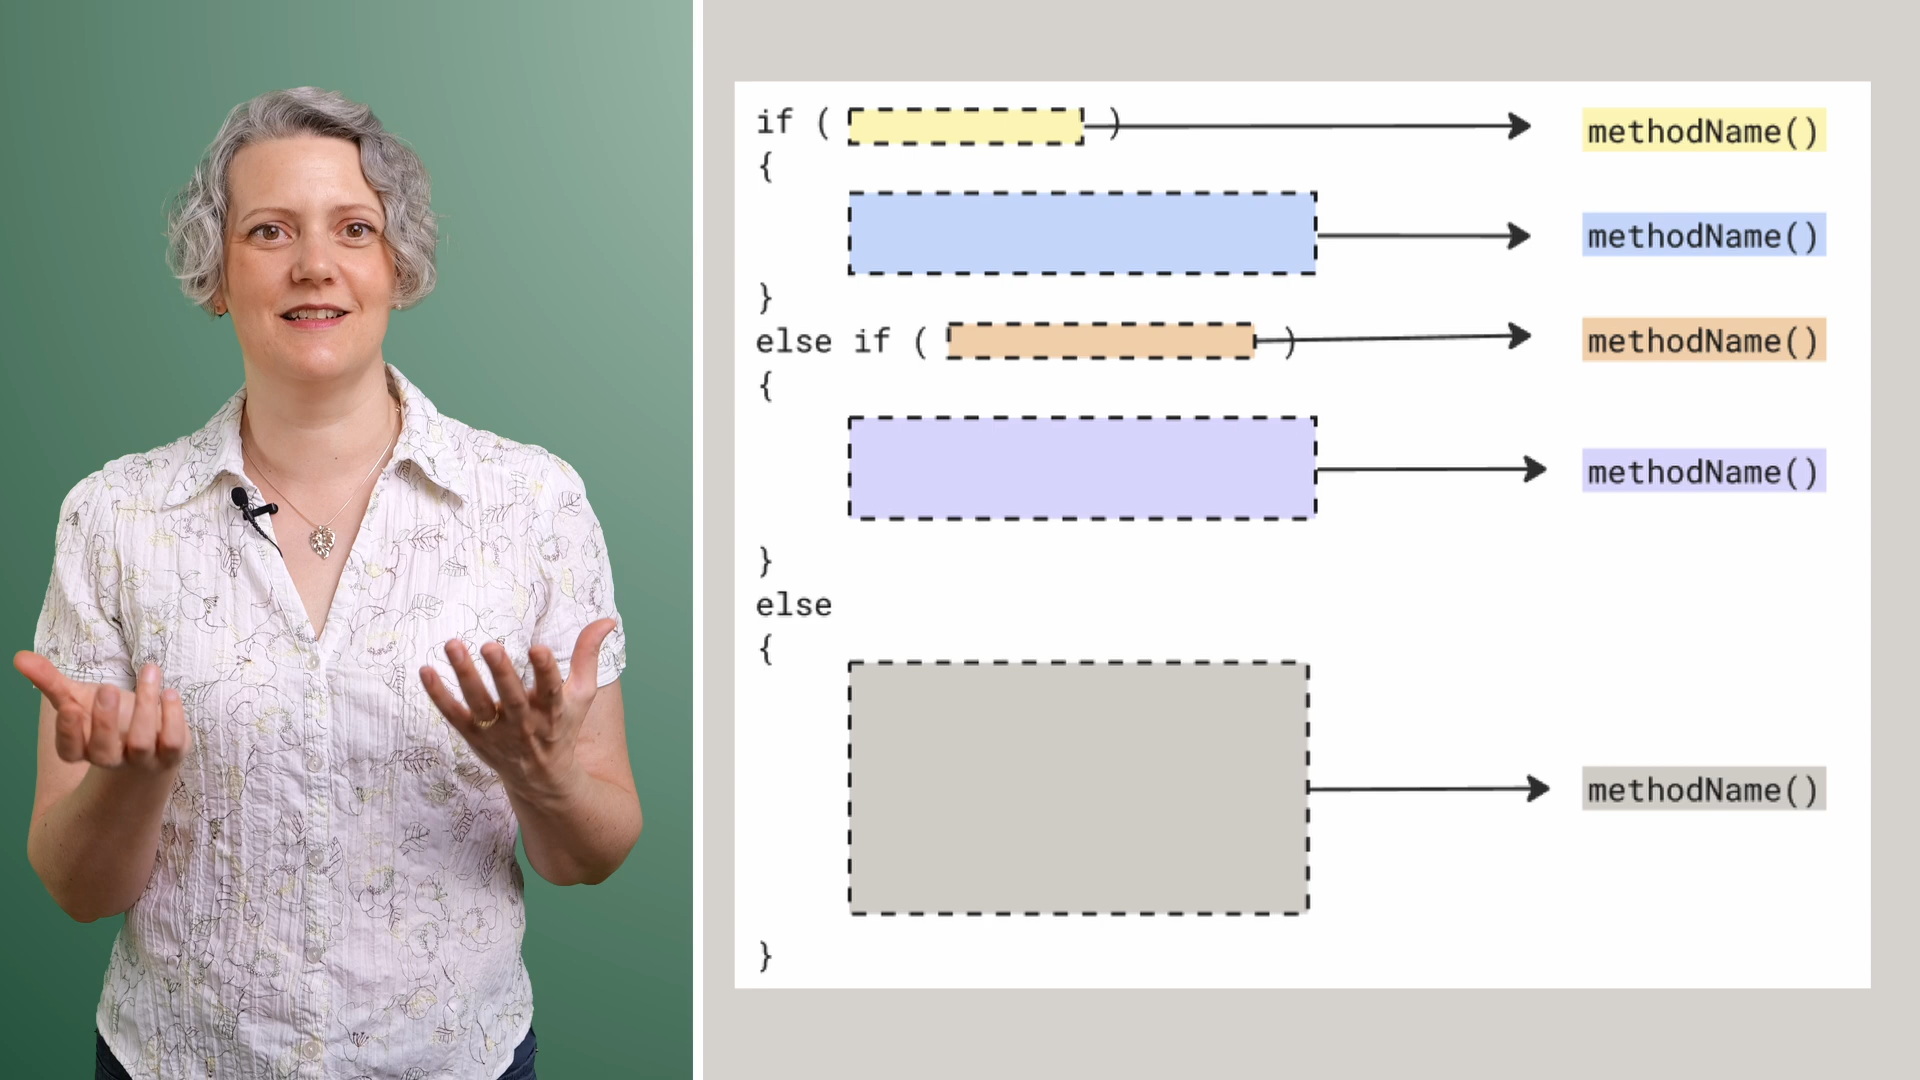 if ( ) methodName()
{
methodName()
}
else if ( ) methodName()
{
methodName()
}
else
{
methodName()
}